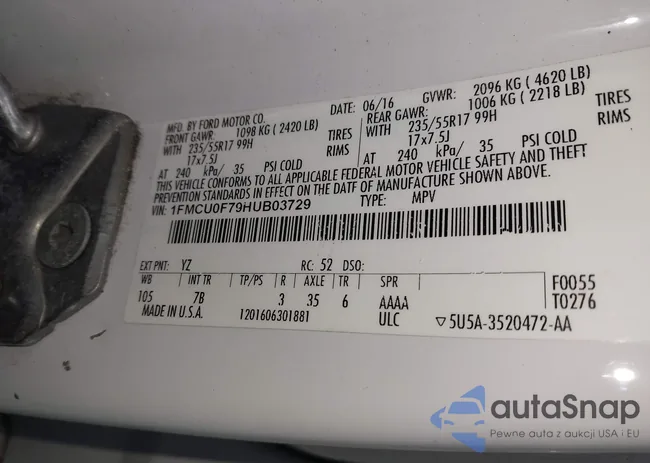 MFD. BY FORD MOTOR CO. DATE: 06/16 GVWR: 2096 KG ( 4620 LB)
FRONT GAWR: 1098 KG ( 2420 LB) REAR GAWR: 1006 KG ( 2218 LB)
WITH 235/55R17 99H TIRES WITH 235/55R17 99H TIRES
17x7.5J RIMS 17x7.5J RIMS
AT 240 kPa/ 35 PSI COLD AT 240 kPa/ 35 PSI COLD
THIS VEHICLE CONFORMS TO ALL APPLICABLE FEDERAL MOTOR VEHICLE SAFETY AND THEFT
PREVENTION STANDARDS IN EFFECT ON THE DATE OF MANUFACTURE SHOWN ABOVE.
VIN: 1FMCU0F79HUB03729 TYPE: MPV
EXT PNT: YZ RC: 52 DSO:
WB INT TR TP/PS R AXLE TR SPR F0055
105 7B 3 35 6 AAAA T0276
MADE IN U.S.A. 1201606301881 ULC ▽5U5A-3520472-AA
autaSnap
Pewne auta z aukcji USA i EU